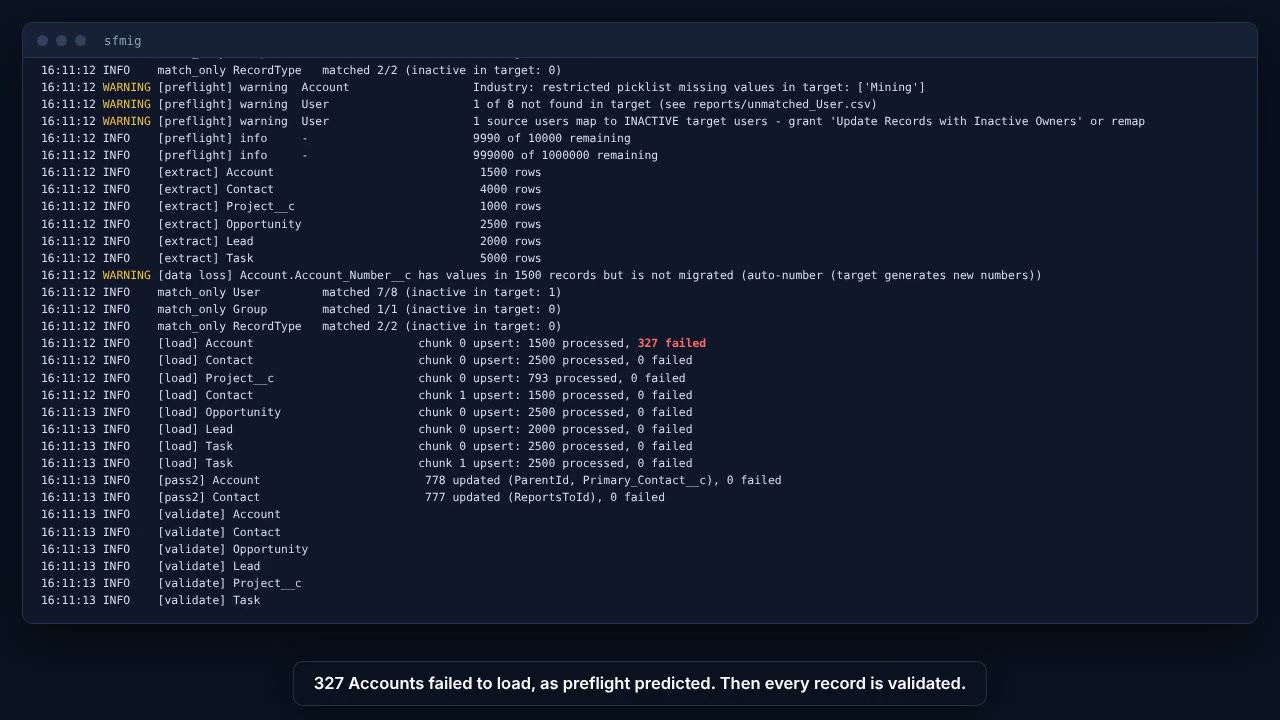 sfmig
16:11:12 INFO    match_only RecordType   matched 2/2 (inactive in target: 0)
16:11:12 WARNING [preflight] warning  Account                  Industry: restricted picklist missing values in target: ['Mining']
16:11:12 WARNING [preflight] warning  User                     1 of 8 not found in target (see reports/unmatched_User.csv)
16:11:12 WARNING [preflight] warning  User                     1 source users map to INACTIVE target users - grant 'Update Records with Inactive Owners' or remap
16:11:12 INFO    [preflight] info     -                        9990 of 10000 remaining
16:11:12 INFO    [preflight] info     -                        999000 of 1000000 remaining
16:11:12 INFO    [extract] Account                              1500 rows
16:11:12 INFO    [extract] Contact                              4000 rows
16:11:12 INFO    [extract] Project__c                           1000 rows
16:11:12 INFO    [extract] Opportunity                          2500 rows
16:11:12 INFO    [extract] Lead                                 2000 rows
16:11:12 INFO    [extract] Task                                 5000 rows
16:11:12 WARNING [data loss] Account.Account_Number__c has values in 1500 records but is not migrated (auto-number (target generates new numbers))
16:11:12 INFO    match_only User         matched 7/8 (inactive in target: 1)
16:11:12 INFO    match_only Group        matched 1/1 (inactive in target: 0)
16:11:12 INFO    match_only RecordType   matched 2/2 (inactive in target: 0)
16:11:12 INFO    [load] Account                        chunk 0 upsert: 1500 processed, 327 failed
16:11:12 INFO    [load] Contact                        chunk 0 upsert: 2500 processed, 0 failed
16:11:12 INFO    [load] Project__c                     chunk 0 upsert: 793 processed, 0 failed
16:11:12 INFO    [load] Contact                        chunk 1 upsert: 1500 processed, 0 failed
16:11:13 INFO    [load] Opportunity                    chunk 0 upsert: 2500 processed, 0 failed
16:11:13 INFO    [load] Lead                           chunk 0 upsert: 2000 processed, 0 failed
16:11:13 INFO    [load] Task                           chunk 0 upsert: 2500 processed, 0 failed
16:11:13 INFO    [load] Task                           chunk 1 upsert: 2500 processed, 0 failed
16:11:13 INFO    [pass2] Account                        778 updated (ParentId, Primary_Contact__c), 0 failed
16:11:13 INFO    [pass2] Contact                        777 updated (ReportsToId), 0 failed
16:11:13 INFO    [validate] Account
16:11:13 INFO    [validate] Contact
16:11:13 INFO    [validate] Opportunity
16:11:13 INFO    [validate] Lead
16:11:13 INFO    [validate] Project__c
16:11:13 INFO    [validate] Task
327 Accounts failed to load, as preflight predicted. Then every record is validated.